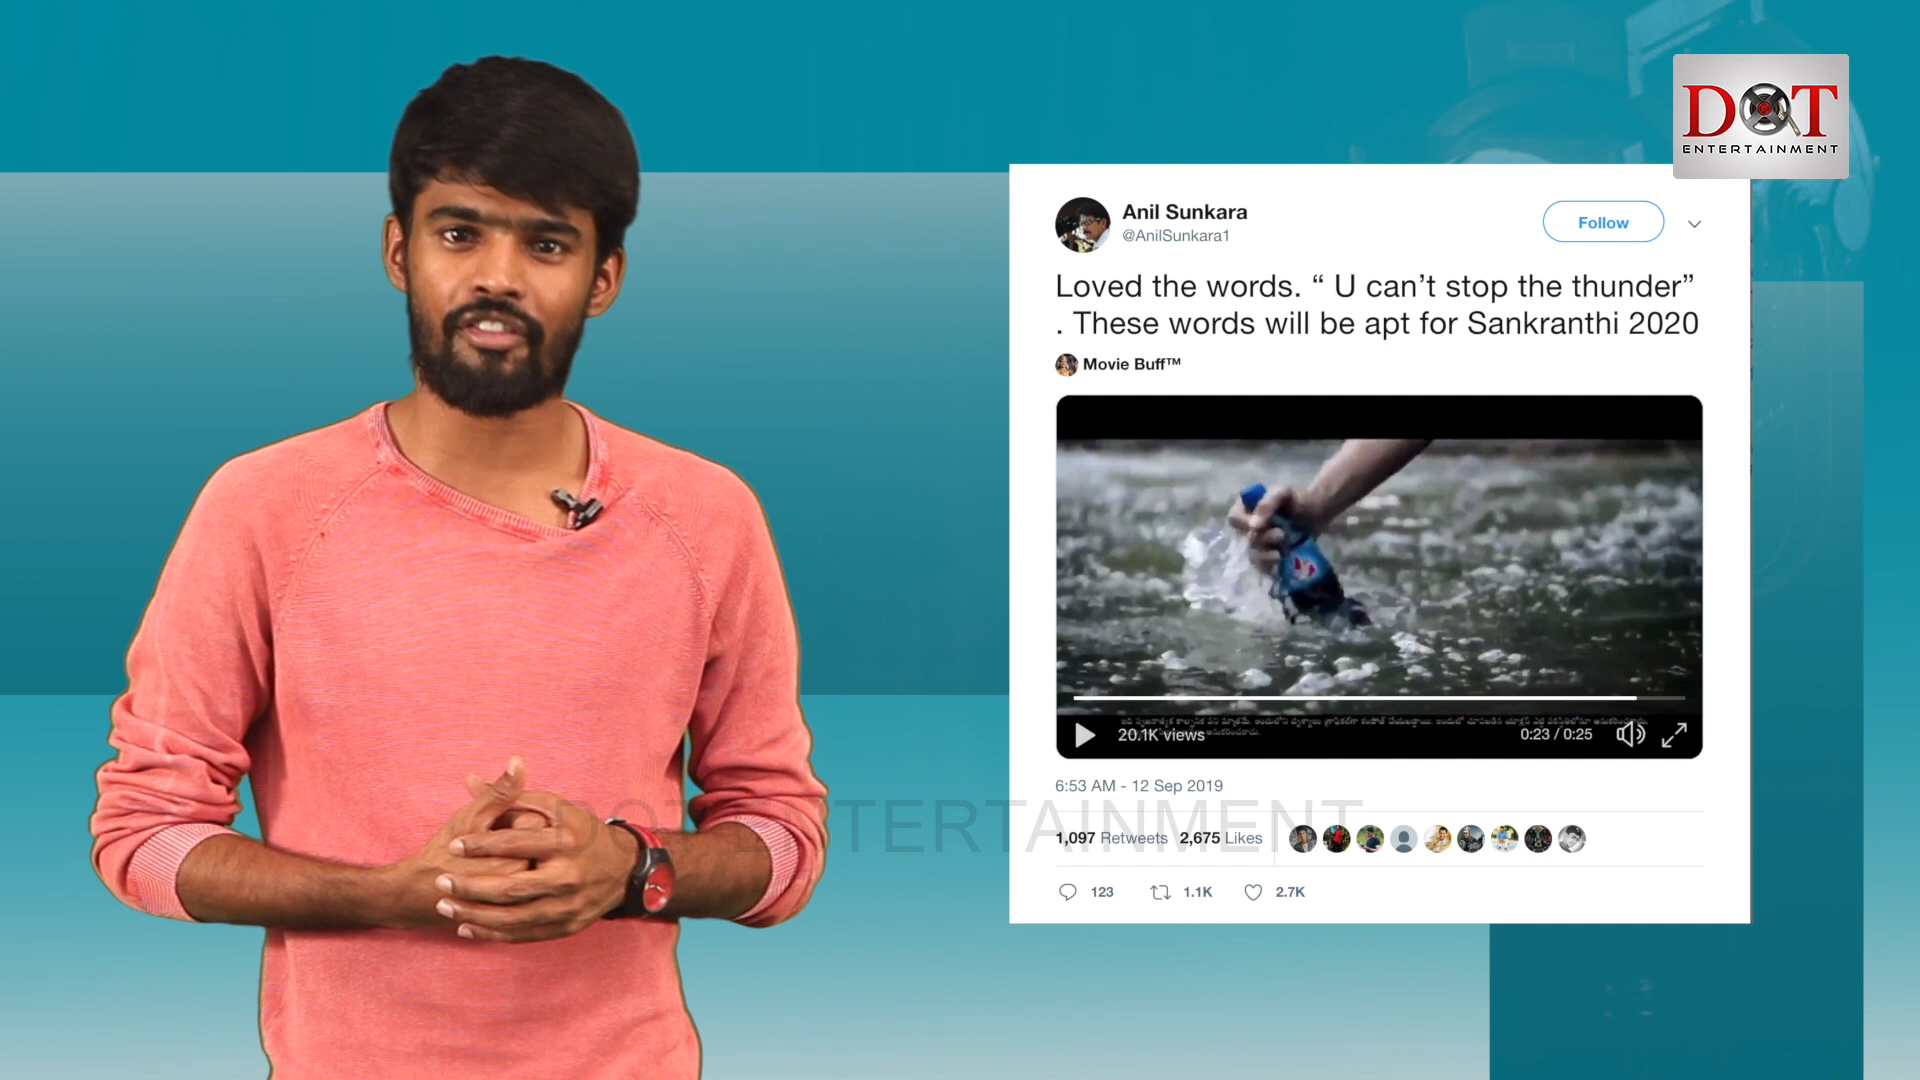 DOT
ENTERTAINMENT
Anil Sunkara
@AnilSunkara1
Follow
Loved the words. “ U can’t stop the thunder”
. These words will be apt for Sankranthi 2020
Movie Buff™
20.1K views
0:23 / 0:25
6:53 AM - 12 Sep 2019
DOT ENTERTAINMENT
1,097 Retweets 2,675 Likes
123 1.1K 2.7K